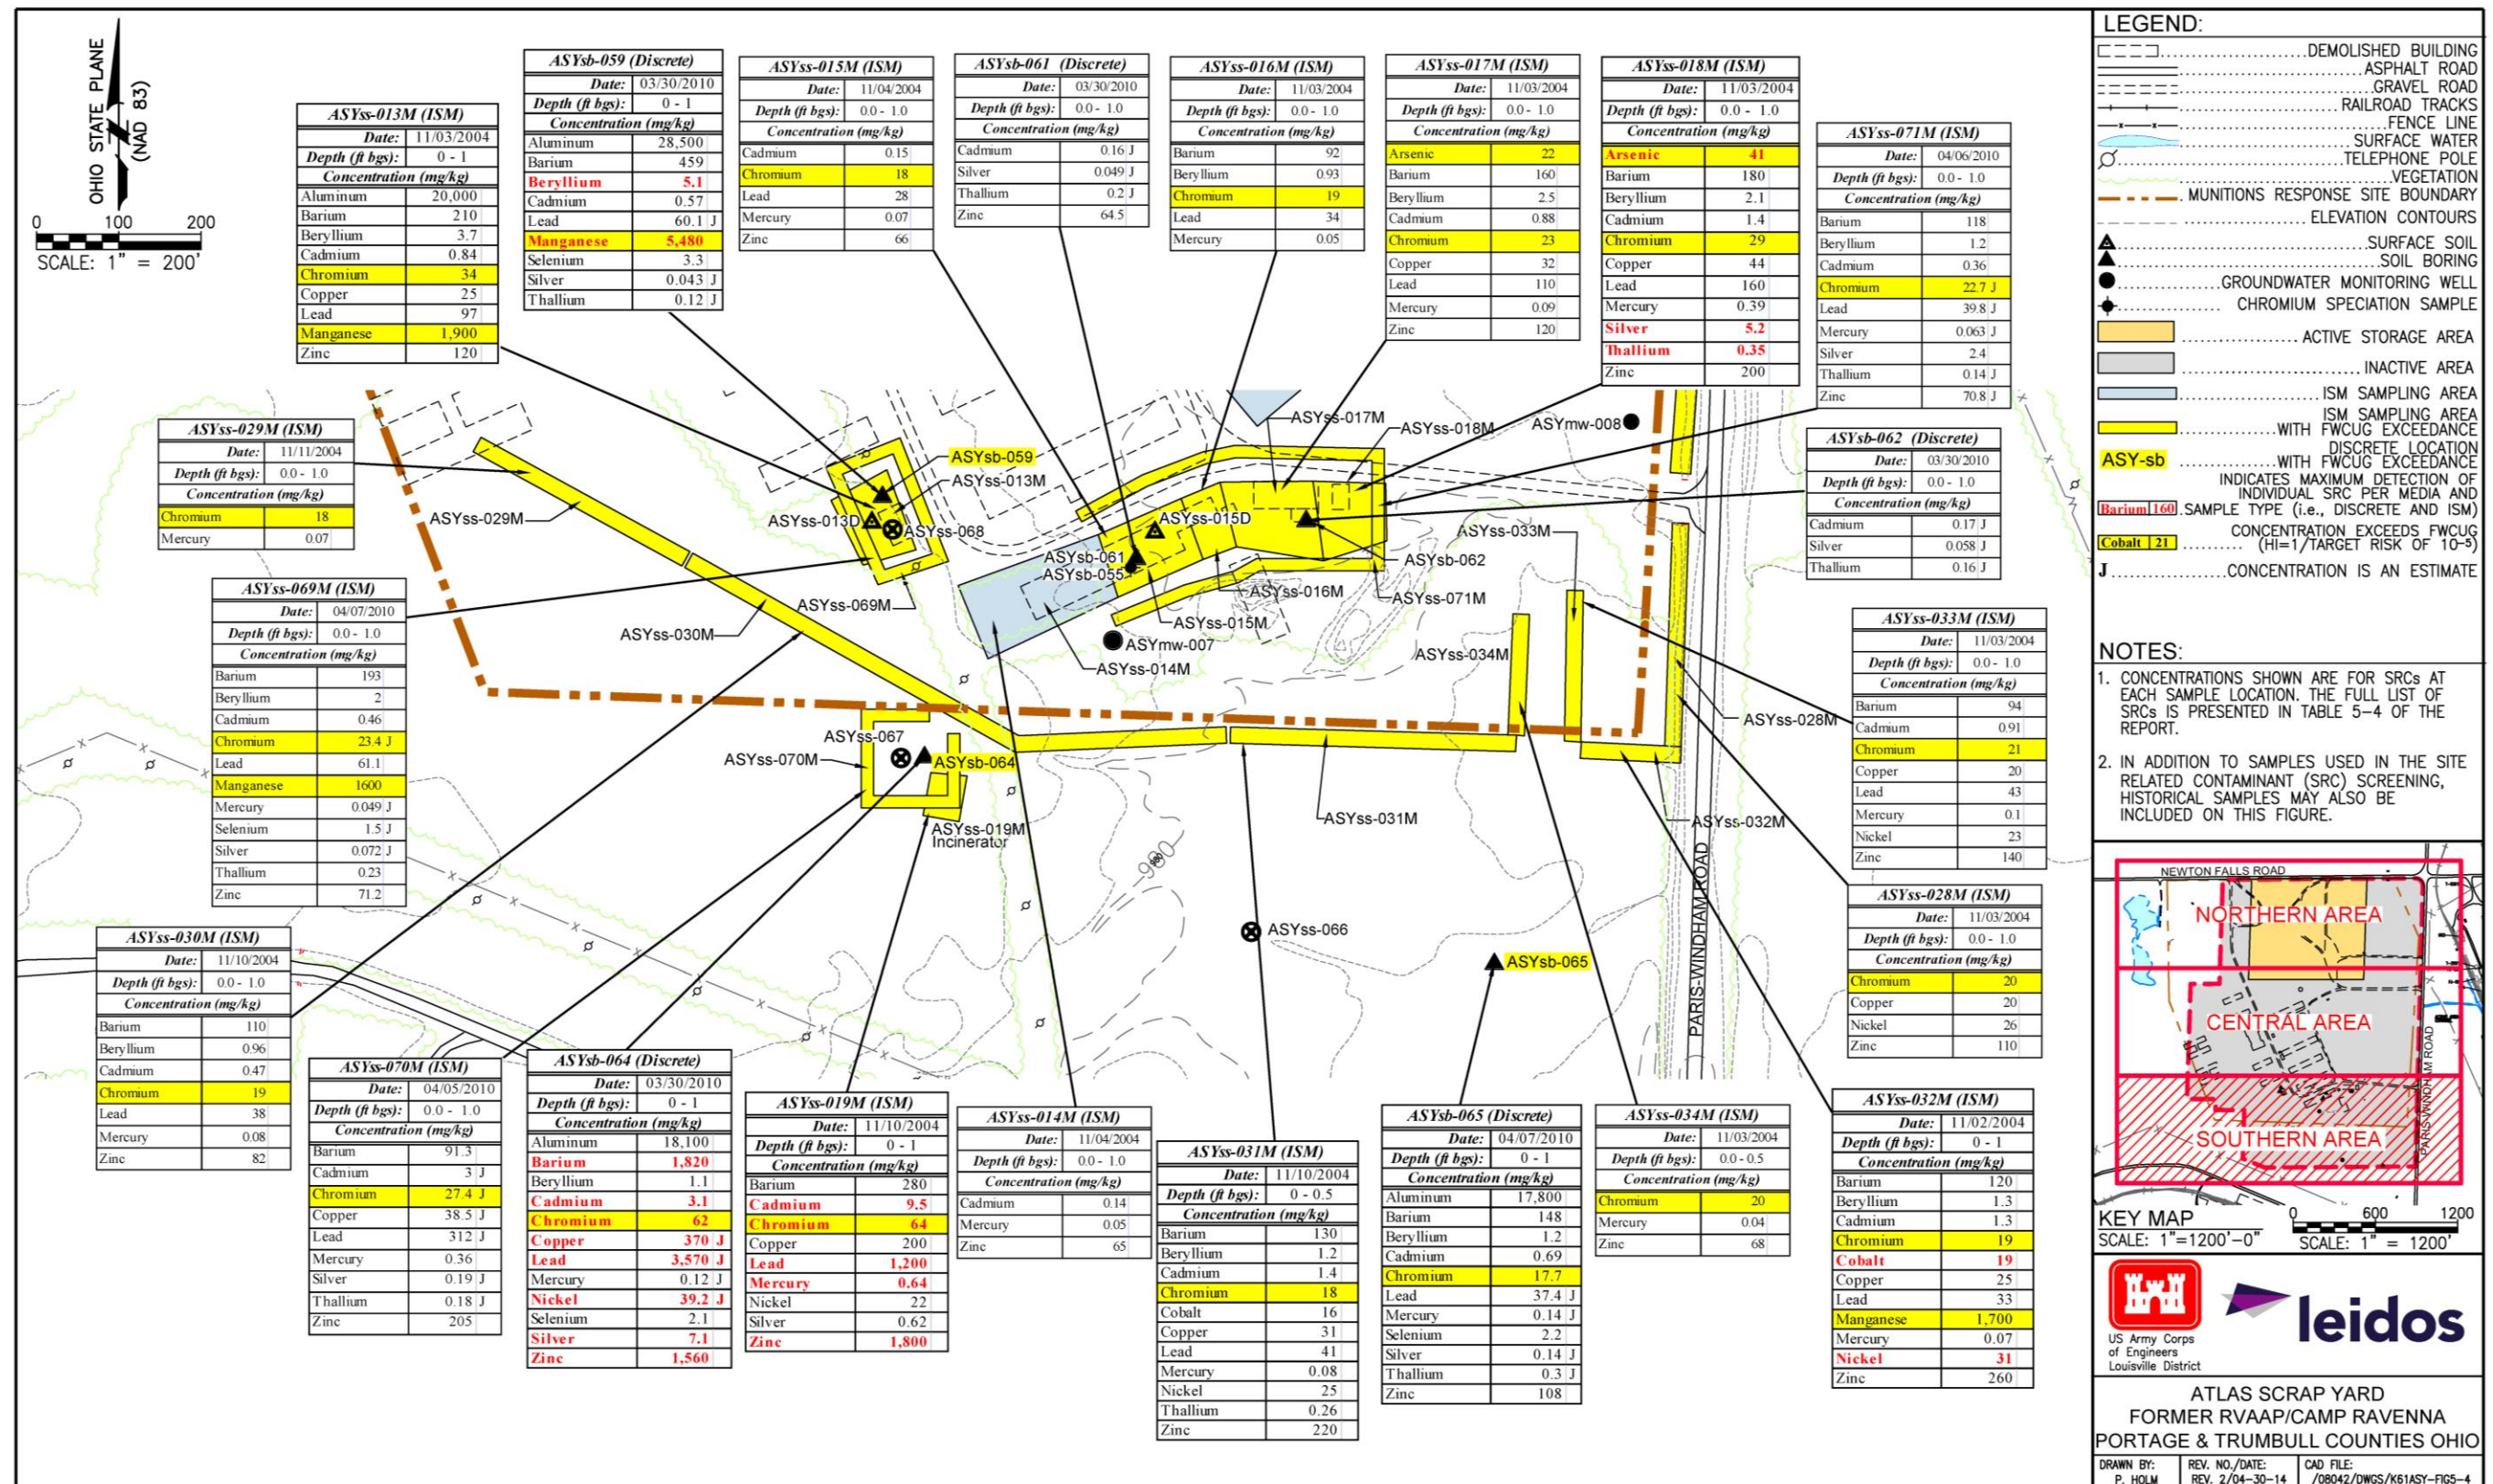 OHIO STATE PLANE
(NAD 83)
0 100 200
SCALE: 1" = 200'
ASYss-013M (ISM)
Date: 11/03/2004
Depth (ft bgs): 0 - 1
Concentration (mg/kg)
Aluminum 20,000
Barium 210
Beryllium 3.7
Cadmium 0.84
Chromium 34
Copper 25
Lead 97
Manganese 1,900
Zinc 120
ASYsb-059 (Discrete)
Date: 03/30/2010
Depth (ft bgs): 0 - 1
Concentration (mg/kg)
Aluminum 28,500
Barium 459
Beryllium 5.1
Cadmium 0.57
Lead 60.1 J
Manganese 5,480
Selenium 3.3
Silver 0.043 J
Thallium 0.12 J
ASYss-015M (ISM)
Date: 11/04/2004
Depth (ft bgs): 0.0 - 1.0
Concentration (mg/kg)
Cadmium 0.15
Chromium 18
Lead 28
Mercury 0.07
Zinc 66
ASYsb-061 (Discrete)
Date: 03/30/2010
Depth (ft bgs): 0.0 - 1.0
Concentration (mg/kg)
Cadmium 0.16 J
Silver 0.049 J
Thallium 0.2 J
Zinc 64.5
ASYss-016M (ISM)
Date: 11/03/2004
Depth (ft bgs): 0.0 - 1.0
Concentration (mg/kg)
Barium 92
Beryllium 0.93
Chromium 19
Lead 34
Mercury 0.05
ASYss-017M (ISM)
Date: 11/03/2004
Depth (ft bgs): 0.0 - 1.0
Concentration (mg/kg)
Arsenic 22
Barium 160
Beryllium 2.5
Cadmium 0.88
Chromium 23
Copper 32
Lead 110
Mercury 0.09
Zinc 120
ASYss-018M (ISM)
Date: 11/03/2004
Depth (ft bgs): 0.0 - 1.0
Concentration (mg/kg)
Arsenic 41
Barium 180
Beryllium 2.1
Cadmium 1.4
Chromium 29
Copper 44
Lead 160
Mercury 0.39
Silver 5.2
Thallium 0.35
Zinc 200
ASYss-071M (ISM)
Date: 04/06/2010
Depth (ft bgs): 0.0 - 1.0
Concentration (mg/kg)
Barium 118
Beryllium 1.2
Cadmium 0.36
Chromium 22.7 J
Lead 39.8 J
Mercury 0.063 J
Silver 2.4
Thallium 0.14 J
Zinc 70.8 J
ASYss-029M (ISM)
Date: 11/11/2004
Depth (ft bgs): 0.0 - 1.0
Concentration (mg/kg)
Chromium 18
Mercury 0.07
ASYsb-062 (Discrete)
Date: 03/30/2010
Depth (ft bgs): 0.0 - 1.0
Concentration (mg/kg)
Cadmium 0.17 J
Silver 0.058 J
Thallium 0.16 J
ASYss-069M (ISM)
Date: 04/07/2010
Depth (ft bgs): 0.0 - 1.0
Concentration (mg/kg)
Barium 193
Beryllium 2
Cadmium 0.46
Chromium 23.4 J
Lead 61.1
Manganese 1600
Mercury 0.049 J
Selenium 1.5 J
Silver 0.072 J
Thallium 0.23
Zinc 71.2
ASYss-033M (ISM)
Date: 11/03/2004
Depth (ft bgs): 0.0 - 1.0
Concentration (mg/kg)
Barium 94
Cadmium 0.91
Chromium 21
Copper 20
Lead 43
Mercury 0.1
Nickel 23
Zinc 140
ASYss-028M (ISM)
Date: 11/03/2004
Depth (ft bgs): 0.0 - 1.0
Concentration (mg/kg)
Chromium 20
Copper 20
Nickel 26
Zinc 110
ASYss-017M
ASYss-018M
ASYmw-008
ASYsb-059
ASYss-013M
ASYss-029M
ASYss-013D
ASYss-068
ASYss-015D
ASYss-033M
ASYsb-061
ASYsb-055
ASYsb-062
ASYss-016M
ASYss-071M
ASYss-069M
ASYss-015M
ASYss-030M
ASYmw-007
ASYss-014M
ASYss-034M
ASYss-028M
ASYss-067
ASYss-070M
ASYsb-064
ASYss-019M
Incinerator
ASYss-031M
ASYss-032M
980
PARIS-WINDHAM ROAD
ASYss-066
ASYsb-065
ASYss-030M (ISM)
Date: 11/10/2004
Depth (ft bgs): 0.0 - 1.0
Concentration (mg/kg)
Barium 110
Beryllium 0.96
Cadmium 0.47
Chromium 19
Lead 38
Mercury 0.08
Zinc 82
ASYss-070M (ISM)
Date: 04/05/2010
Depth (ft bgs): 0.0 - 1.0
Concentration (mg/kg)
Barium 91.3
Cadmium 3 J
Chromium 27.4 J
Copper 38.5 J
Lead 312 J
Mercury 0.36
Silver 0.19 J
Thallium 0.18 J
Zinc 205
ASYsb-064 (Discrete)
Date: 03/30/2010
Depth (ft bgs): 0 - 1
Concentration (mg/kg)
Aluminum 18,100
Barium 1,820
Beryllium 1.1
Cadmium 3.1
Chromium 62
Copper 370 J
Lead 3,570 J
Mercury 0.12 J
Nickel 39.2 J
Selenium 2.1
Silver 7.1
Zinc 1,560
ASYss-019M (ISM)
Date: 11/10/2004
Depth (ft bgs): 0 - 1
Concentration (mg/kg)
Barium 280
Cadmium 9.5
Chromium 64
Copper 200
Lead 1,200
Mercury 0.64
Nickel 22
Silver 0.62
Zinc 1,800
ASYss-014M (ISM)
Date: 11/04/2004
Depth (ft bgs): 0.0 - 1.0
Concentration (mg/kg)
Cadmium 0.14
Mercury 0.05
Zinc 65
ASYss-031M (ISM)
Date: 11/10/2004
Depth (ft bgs): 0 - 0.5
Concentration (mg/kg)
Barium 130
Beryllium 1.2
Cadmium 1.4
Chromium 18
Cobalt 16
Copper 31
Lead 41
Mercury 0.08
Nickel 25
Thallium 0.26
Zinc 220
ASYsb-065 (Discrete)
Date: 04/07/2010
Depth (ft bgs): 0 - 1
Concentration (mg/kg)
Aluminum 17,800
Barium 148
Beryllium 1.2
Cadmium 0.69
Chromium 17.7
Lead 37.4 J
Mercury 0.14 J
Selenium 2.2
Silver 0.14 J
Thallium 0.3 J
Zinc 108
ASYss-034M (ISM)
Date: 11/03/2004
Depth (ft bgs): 0.0 - 0.5
Concentration (mg/kg)
Chromium 20
Mercury 0.04
Zinc 68
ASYss-032M (ISM)
Date: 11/02/2004
Depth (ft bgs): 0 - 1
Concentration (mg/kg)
Barium 120
Beryllium 1.3
Cadmium 1.3
Chromium 19
Cobalt 19
Copper 25
Lead 33
Manganese 1,700
Mercury 0.07
Nickel 31
Zinc 260
LEGEND:
DEMOLISHED BUILDING
ASPHALT ROAD
GRAVEL ROAD
RAILROAD TRACKS
FENCE LINE
SURFACE WATER
TELEPHONE POLE
VEGETATION
MUNITIONS RESPONSE SITE BOUNDARY
ELEVATION CONTOURS
SURFACE SOIL
SOIL BORING
GROUNDWATER MONITORING WELL
CHROMIUM SPECIATION SAMPLE
ACTIVE STORAGE AREA
INACTIVE AREA
ISM SAMPLING AREA
ISM SAMPLING AREA
WITH FWCUG EXCEEDANCE
DISCRETE LOCATION
ASY-sb WITH FWCUG EXCEEDANCE
INDICATES MAXIMUM DETECTION OF
INDIVIDUAL SRC PER MEDIA AND
Barium 160 SAMPLE TYPE (i.e., DISCRETE AND ISM)
CONCENTRATION EXCEEDS FWCUG
Cobalt 21 (HI=1/TARGET RISK OF 10-5)
J CONCENTRATION IS AN ESTIMATE
NOTES:
1. CONCENTRATIONS SHOWN ARE FOR SRCs AT
EACH SAMPLE LOCATION. THE FULL LIST OF
SRCs IS PRESENTED IN TABLE 5-4 OF THE
REPORT.
2. IN ADDITION TO SAMPLES USED IN THE SITE
RELATED CONTAMINANT (SRC) SCREENING,
HISTORICAL SAMPLES MAY ALSO BE
INCLUDED ON THIS FIGURE.
NEWTON FALLS ROAD
NORTHERN AREA
CENTRAL AREA
PARIS-WINDHAM ROAD
SOUTHERN AREA
KEY MAP
SCALE: 1"=1200'-0"
0 600 1200
SCALE: 1" = 1200'
US Army Corps
of Engineers
Louisville District
leidos
ATLAS SCRAP YARD
FORMER RVAAP/CAMP RAVENNA
PORTAGE & TRUMBULL COUNTIES OHIO
DRAWN BY: REV. NO./DATE: CAD FILE:
P. HOLM REV. 2/04-30-14 /08042/DWGS/K61ASY-FIG5-4